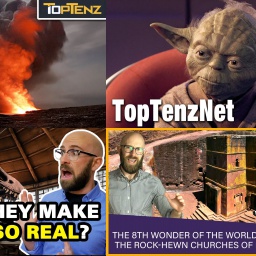 TOPTENZ
TopTenzNet
HEY MAKE
SO REAL?
THE 8TH WONDER OF THE WORLD
THE ROCK-HEWN CHURCHES OF